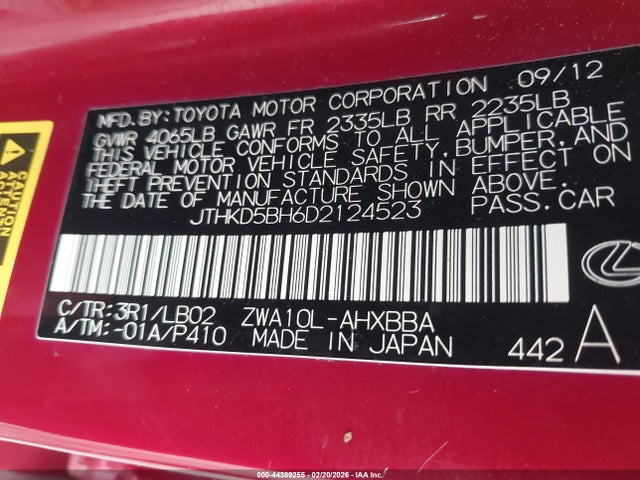 MFD.BY:TOYOTA MOTOR CORPORATION 09/12
GVWR 4065LB GAWR FR 2335LB RR 2235LB
THIS VEHICLE CONFORMS TO ALL APPLICABLE
FEDERAL MOTOR VEHICLE SAFETY,BUMPER,AND
THEFT PREVENTION STANDARDS IN EFFECT ON
THE DATE OF MANUFACTURE SHOWN ABOVE.
JTHKD5BH6D2124523 PASS.CAR
C/TR:3R1/LB02 ZWA10L-AHXBBA
A/TM:-01A/P410 MADE IN JAPAN
442 A
CAUTION
000-44389255 - 02/20/2026 - IAA Inc.